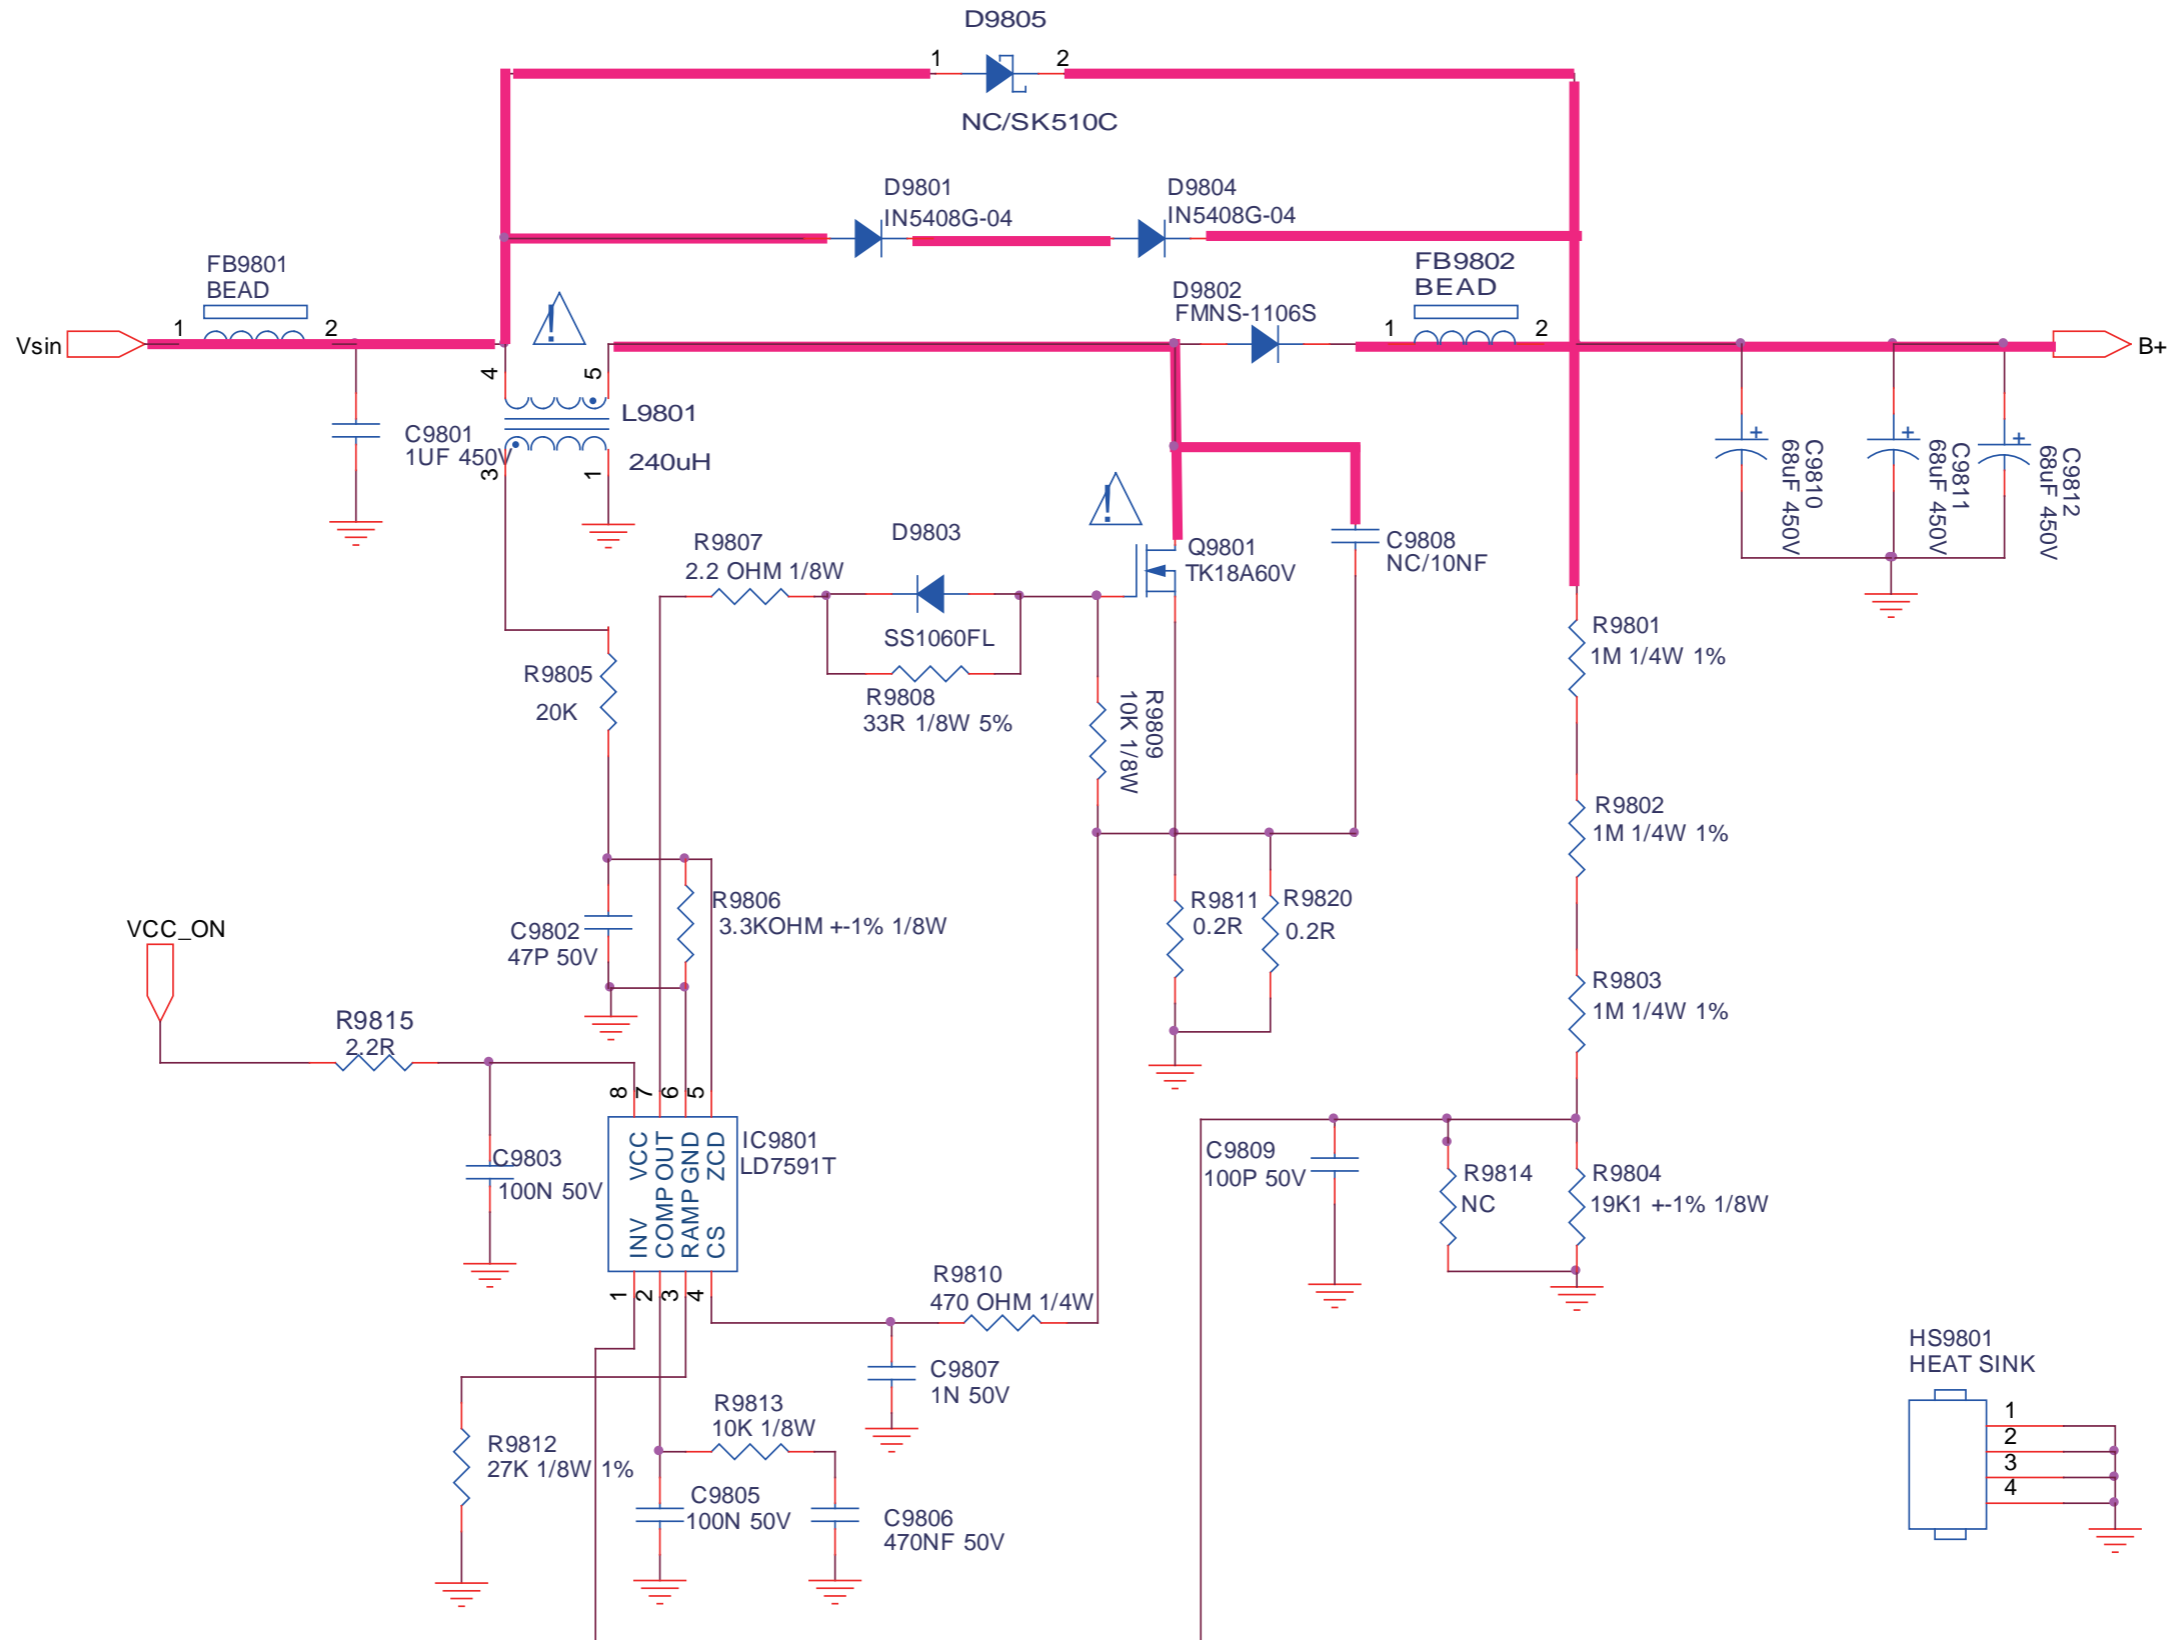 D9805
1
2
NC/SK510C
D9801
IN5408G-04
D9804
IN5408G-04
FB9801
BEAD
FB9802
BEAD
D9802
FMNS-1106S
Vsin
1
2
!
1
2
B+
4
5
L9801
240uH
C9801
1UF 450V
3
1
C9810
68uF 450V
C9811
68uF 450V
C9812
68uF 450V
!
R9807
2.2 OHM 1/8W
D9803
SS1060FL
Q9801
TK18A60V
C9808
NC/10NF
R9801
1M 1/4W 1%
R9805
20K
R9808
33R 1/8W 5%
R9809
10K 1/8W
R9802
1M 1/4W 1%
R9806
3.3KOHM +-1% 1/8W
C9802
47P 50V
R9811
0.2R
R9820
0.2R
VCC_ON
R9803
1M 1/4W 1%
R9815
2.2R
8
7
6
5
VCC
OUT
GND
ZCD
INV
COMP
RAMP
CS
IC9801
LD7591T
C9803
100N 50V
C9809
100P 50V
R9814
NC
R9804
19K1 +-1% 1/8W
1
2
3
4
R9810
470 OHM 1/4W
C9807
1N 50V
HS9801
HEAT SINK
1
2
3
4
R9813
10K 1/8W
R9812
27K 1/8W 1%
C9805
100N 50V
C9806
470NF 50V